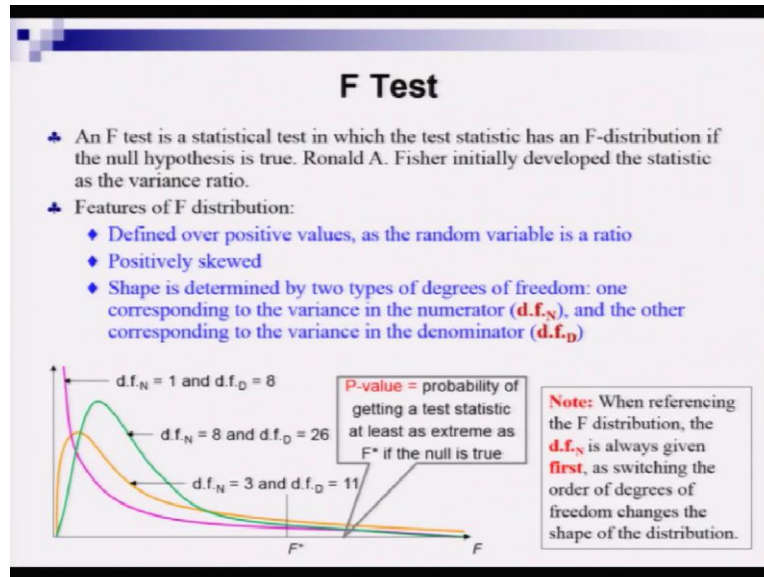 F Test
An F test is a statistical test in which the test statistic has an F-distribution if
the null hypothesis is true. Ronald A. Fisher initially developed the statistic
as the variance ratio.
Features of F distribution:
Defined over positive values, as the random variable is a ratio
Positively skewed
Shape is determined by two types of degrees of freedom: one
corresponding to the variance in the numerator (d.f.N), and the other
corresponding to the variance in the denominator (d.f.D)
d.f.N = 1 and d.f.D = 8
d.f.N = 8 and d.f.D = 26
d.f.N = 3 and d.f.D = 11
P-value = probability of
getting a test statistic
at least as extreme as
F* if the null is true
F*
F
Note: When referencing
the F distribution, the
d.f.N is always given
first, as switching the
order of degrees of
freedom changes the
shape of the distribution.